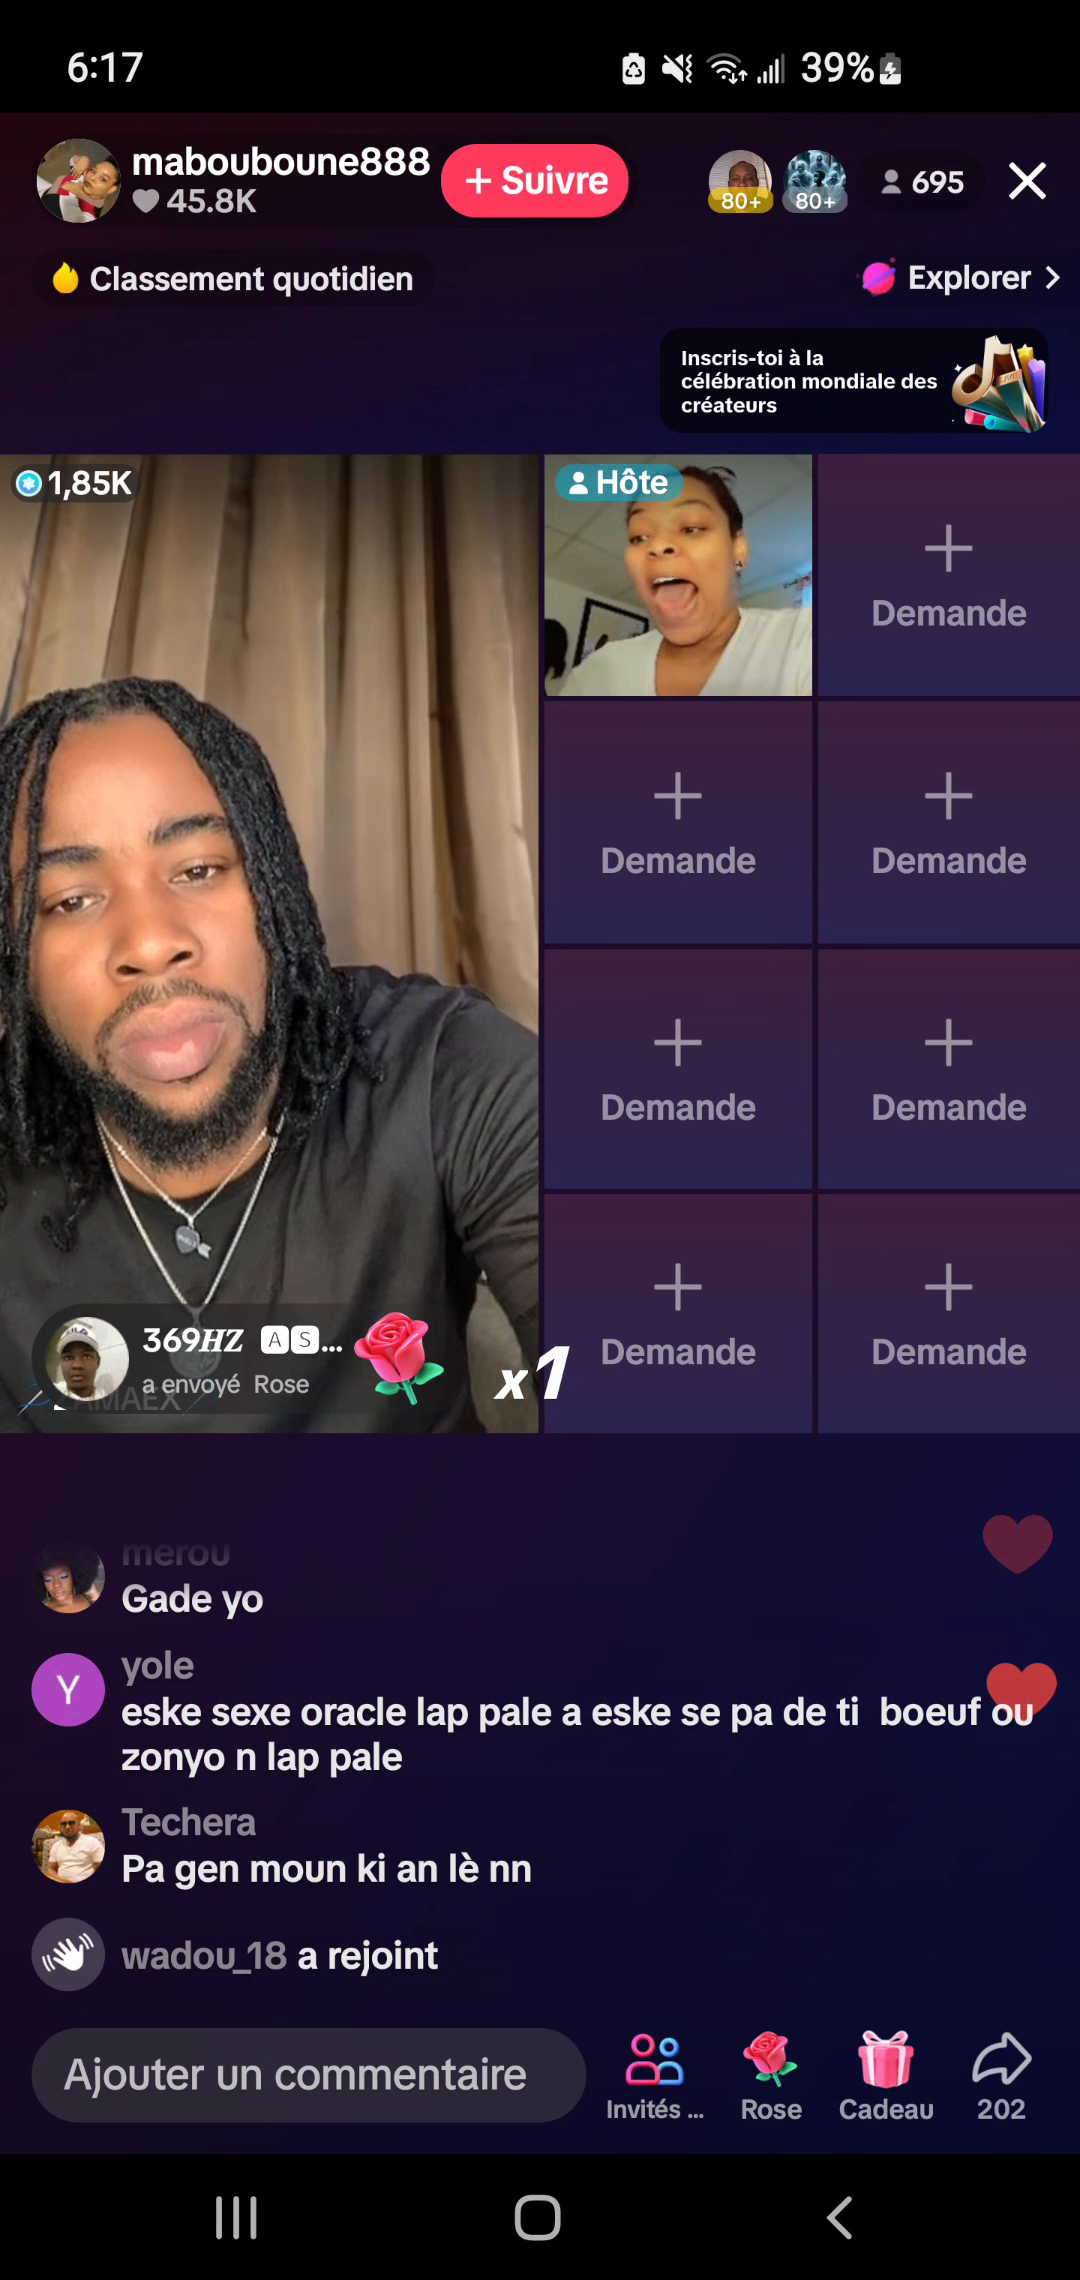 6:17
39%
mabouboune888
45.8K
+ Suivre
80+
80+
695
Classement quotidien
Explorer
Inscris-toi à la
célébration mondiale des
créateurs
1,85K
Hôte
Demande
Demande
Demande
Demande
Demande
369HZ 🄰🅂...
a envoyé Rose
x1
Demande
Demande
merou
Gade yo
Y
yole
eske sexe oracle lap pale a eske se pa de ti boeuf ou
zonyo n lap pale
Techera
Pa gen moun ki an lè nn
wadou_18 a rejoint
Ajouter un commentaire
Invités ...
Rose
Cadeau
202